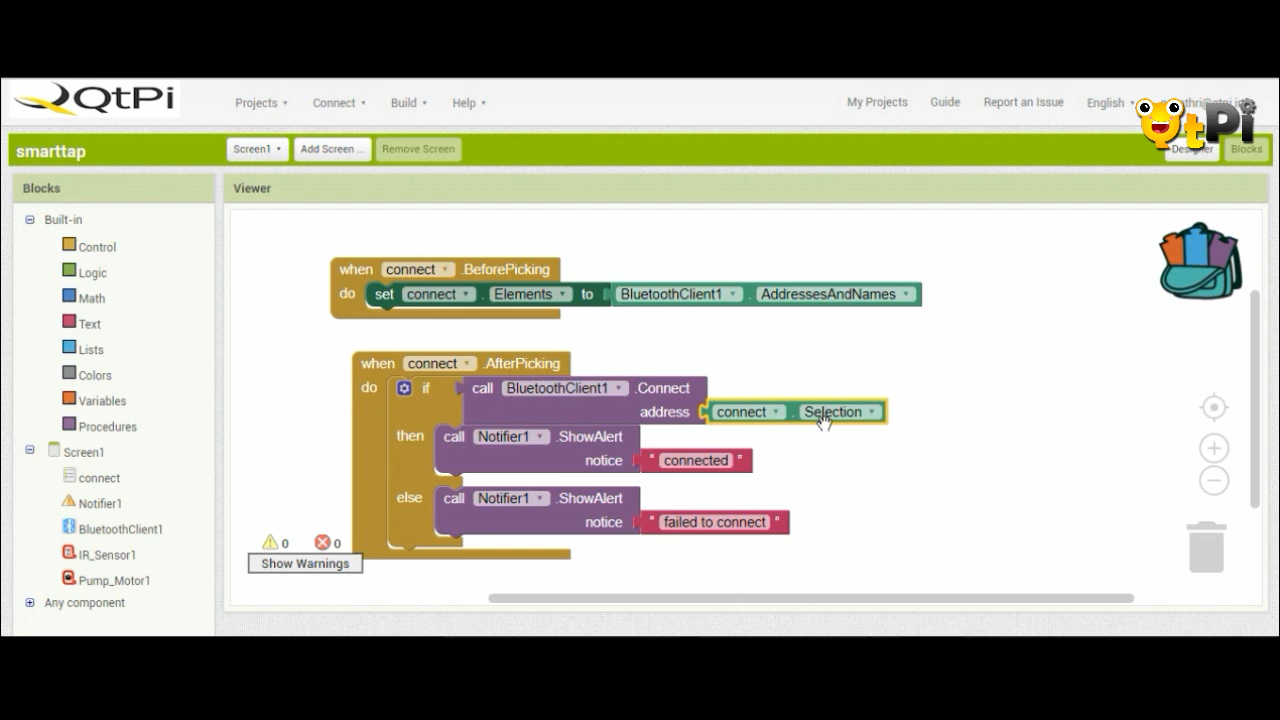 QtPi
Projects Connect Build Help My Projects Guide Report an Issue English
QtPi
smarttap Screen1 Add Screen ... Remove Screen Designer Blocks
Blocks Viewer
Built-in
Control
Logic
Math
Text
Lists
Colors
Variables
Procedures
Screen1
connect
Notifier1
BluetoothClient1
IR_Sensor1
Pump_Motor1
Any component
when connect .BeforePicking
do set connect . Elements to BluetoothClient1 . AddressesAndNames
when connect .AfterPicking
do if call BluetoothClient1 .Connect
address connect . Selection
then call Notifier1 .ShowAlert
notice " connected "
else call Notifier1 .ShowAlert
notice " failed to connect "
0 0
Show Warnings